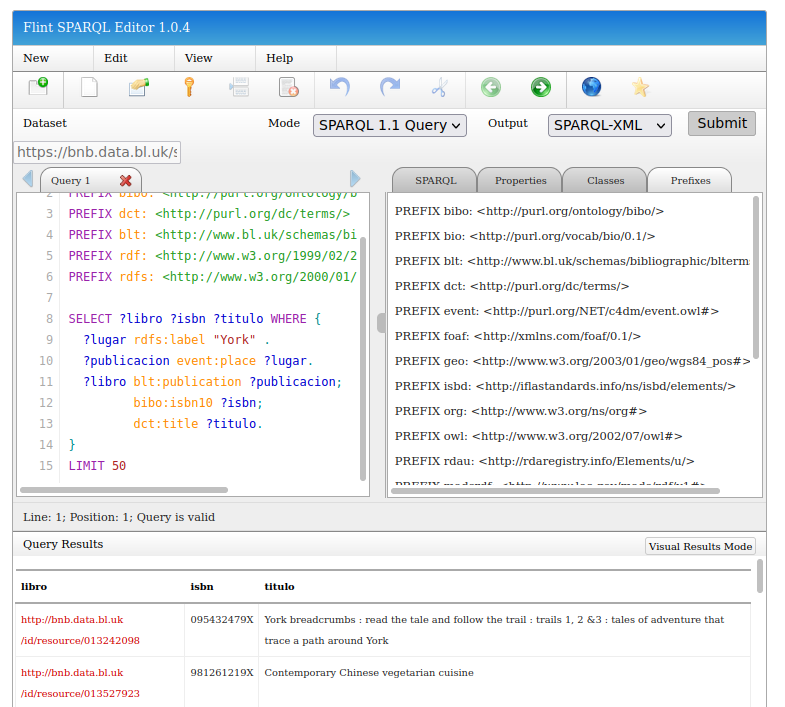 Flint SPARQL Editor 1.0.4
New Edit View Help
Dataset Mode SPARQL 1.1 Query Output SPARQL-XML Submit
https://bnb.data.bl.uk/s
Query 1
2 PREFIX bibo: <http://purl.org/ontology/b
3 PREFIX dct: <http://purl.org/dc/terms/>
4 PREFIX blt: <http://www.bl.uk/schemas/bi
5 PREFIX rdf: <http://www.w3.org/1999/02/2
6 PREFIX rdfs: <http://www.w3.org/2000/01/
7
8 SELECT ?libro ?isbn ?titulo WHERE {
9 ?lugar rdfs:label "York" .
10 ?publicacion event:place ?lugar.
11 ?libro blt:publication ?publicacion;
12 bibo:isbn10 ?isbn;
13 dct:title ?titulo.
14 }
15 LIMIT 50
SPARQL Properties Classes Prefixes
PREFIX bibo: <http://purl.org/ontology/bibo/>
PREFIX bio: <http://purl.org/vocab/bio/0.1/>
PREFIX blt: <http://www.bl.uk/schemas/bibliographic/blterm
PREFIX dct: <http://purl.org/dc/terms/>
PREFIX event: <http://purl.org/NET/c4dm/event.owl#>
PREFIX foaf: <http://xmlns.com/foaf/0.1/>
PREFIX geo: <http://www.w3.org/2003/01/geo/wgs84_pos#>
PREFIX isbd: <http://iflastandards.info/ns/isbd/elements/>
PREFIX org: <http://www.w3.org/ns/org#>
PREFIX owl: <http://www.w3.org/2002/07/owl#>
PREFIX rdau: <http://rdaregistry.info/Elements/u/>
Line: 1; Position: 1; Query is valid
Query Results Visual Results Mode
libro isbn titulo
http://bnb.data.bl.uk 095432479X York breadcrumbs : read the tale and follow the trail : trails 1, 2 &3 : tales of adventure that
/id/resource/013242098 trace a path around York
http://bnb.data.bl.uk 981261219X Contemporary Chinese vegetarian cuisine
/id/resource/013527923